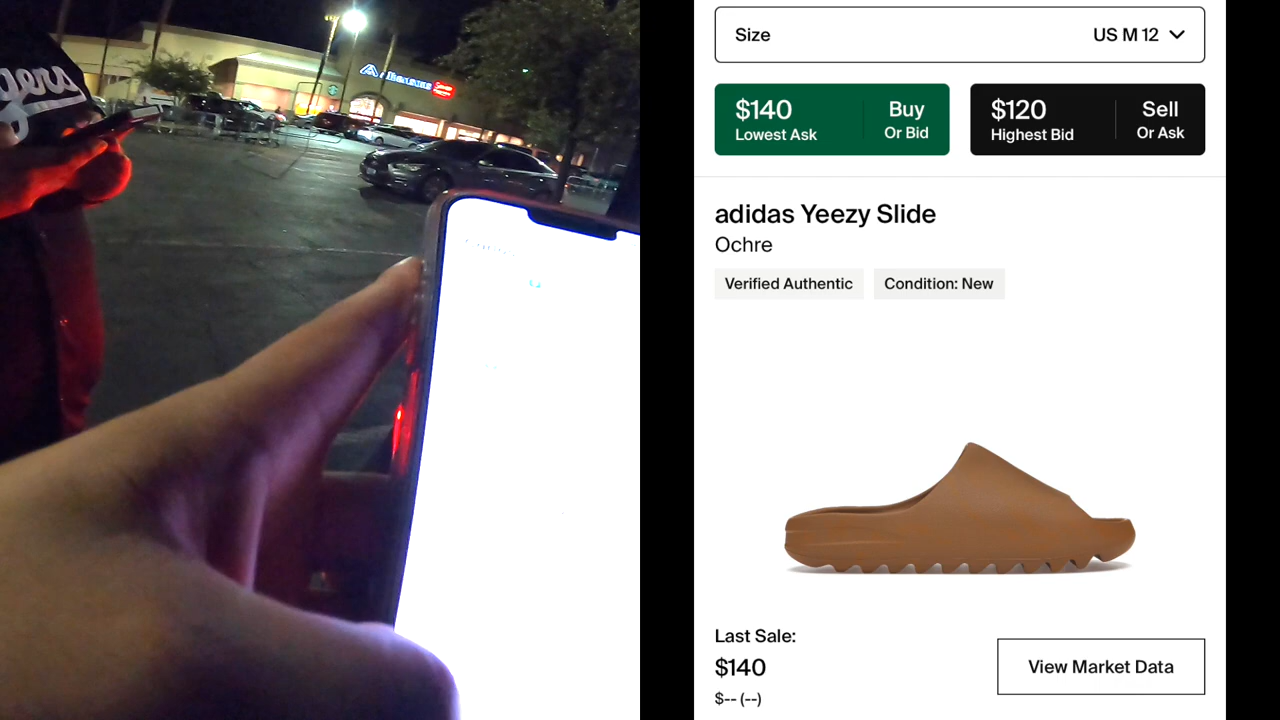 Albertsons
Size
US M 12
$140
Lowest Ask
Buy
Or Bid
$120
Highest Bid
Sell
Or Ask
adidas Yeezy Slide
Ochre
Verified Authentic
Condition: New
Last Sale:
$140
$-- (--)
View Market Data